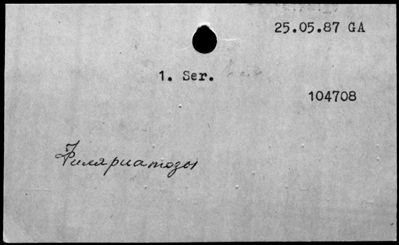 25.05.87 GA
1. Ser.
104708
Филяриатозы